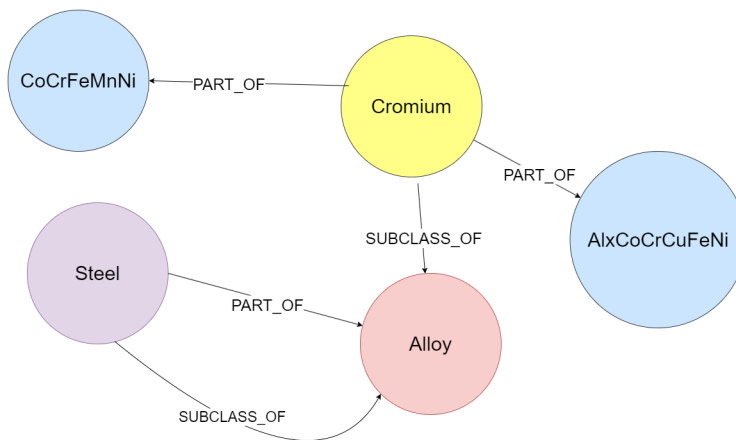 CoCrFeMnNi
PART_OF
Cromium
PART_OF
SUBCLASS_OF
AlxCoCrCuFeNi
Steel
PART_OF
Alloy
SUBCLASS_OF